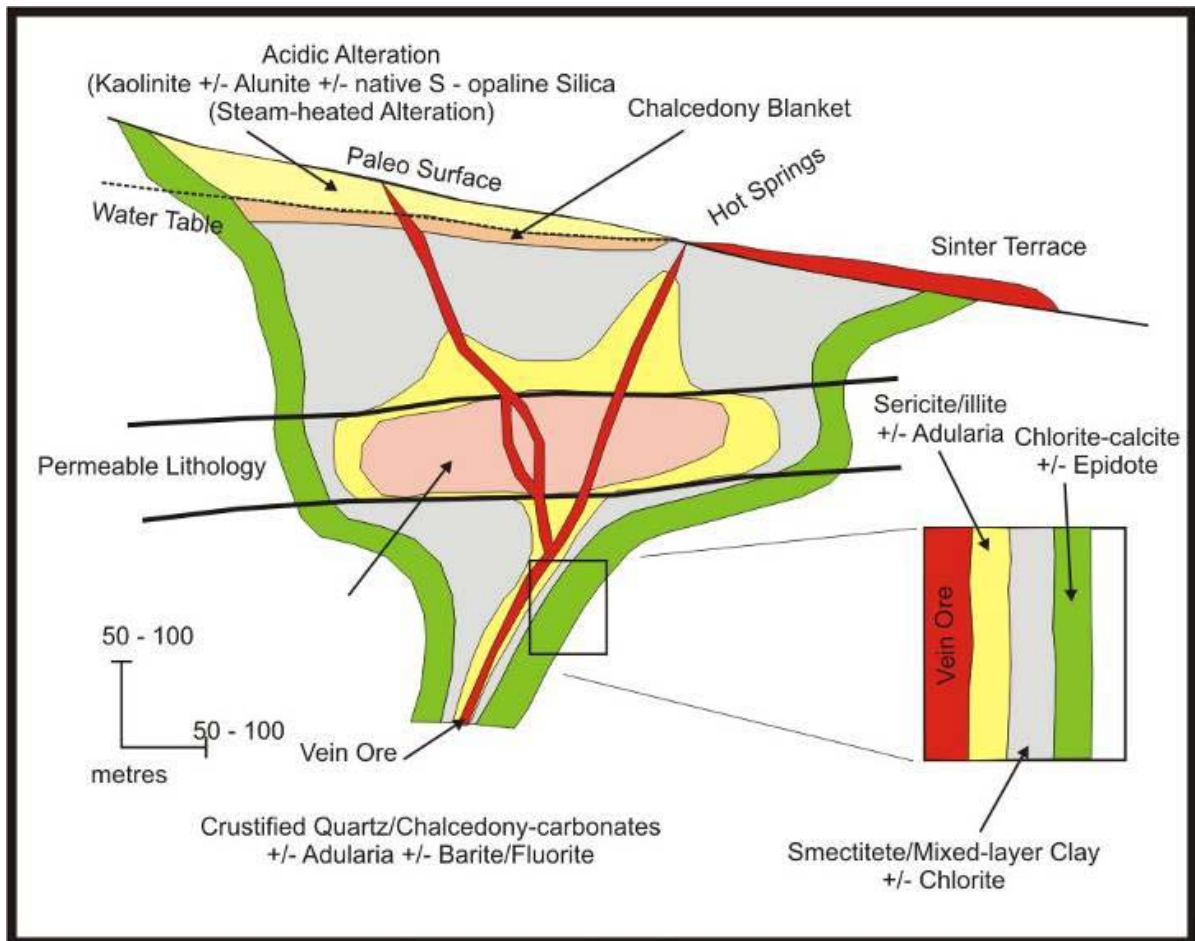 Acidic Alteration
(Kaolinite +/- Alunite +/- native S - opaline Silica
(Steam-heated Alteration)
Chalcedony Blanket
Paleo Surface
Hot Springs
Water Table
Sinter Terrace
Permeable Lithology
Sericite/illite
+/- Adularia
Chlorite-calcite
+/- Epidote
Vein Ore
50 - 100
50 - 100
metres
Vein Ore
Crustified Quartz/Chalcedony-carbonates
+/- Adularia +/- Barite/Fluorite
Smectitete/Mixed-layer Clay
+/- Chlorite